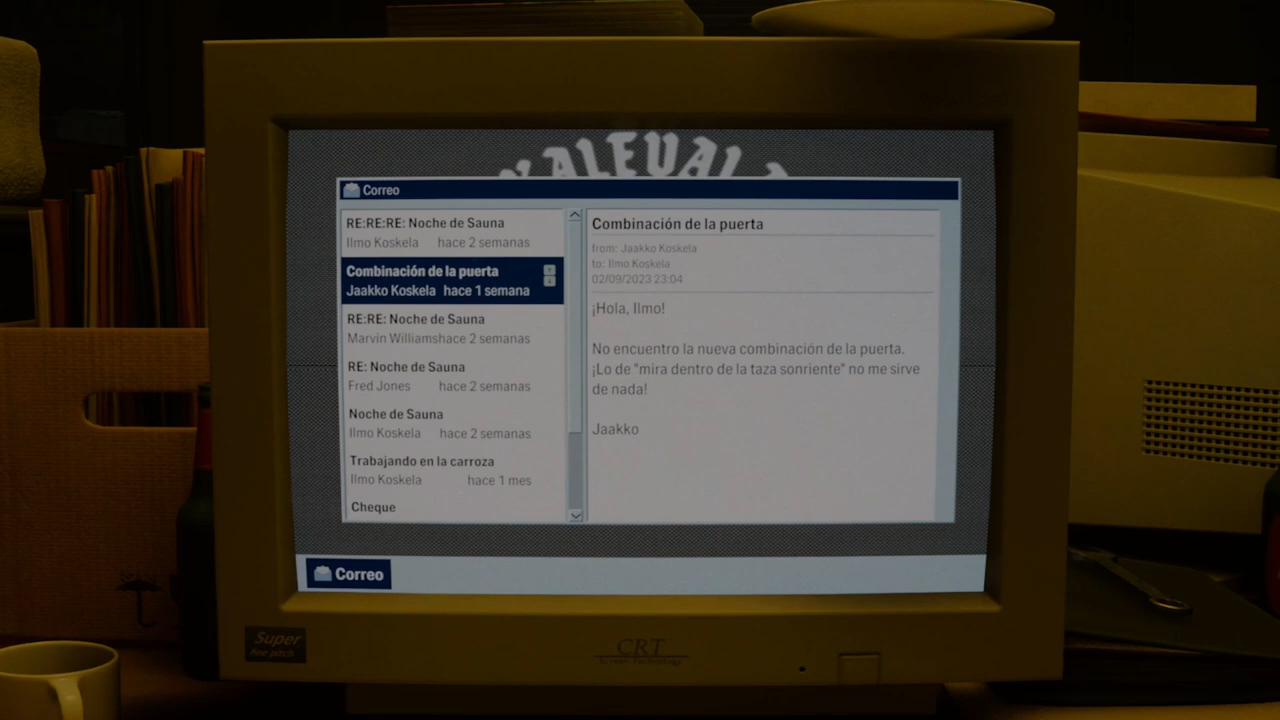 KALEVALA
Correo
RE:RE:RE: Noche de Sauna
Ilmo Koskela hace 2 semanas
Combinación de la puerta
Jaakko Koskela hace 1 semana
RE:RE: Noche de Sauna
Marvin Williamshace 2 semanas
RE: Noche de Sauna
Fred Jones hace 2 semanas
Noche de Sauna
Ilmo Koskela hace 2 semanas
Trabajando en la carroza
Ilmo Koskela hace 1 mes
Cheque
Combinación de la puerta
from: Jaakko Koskela
to: Ilmo Koskela
02/09/2023 23:04
¡Hola, Ilmo!
No encuentro la nueva combinación de la puerta.
¡Lo de "mira dentro de la taza sonriente" no me sirve
de nada!
Jaakko
Correo
Super
fine pitch
CRT
Screen Technology